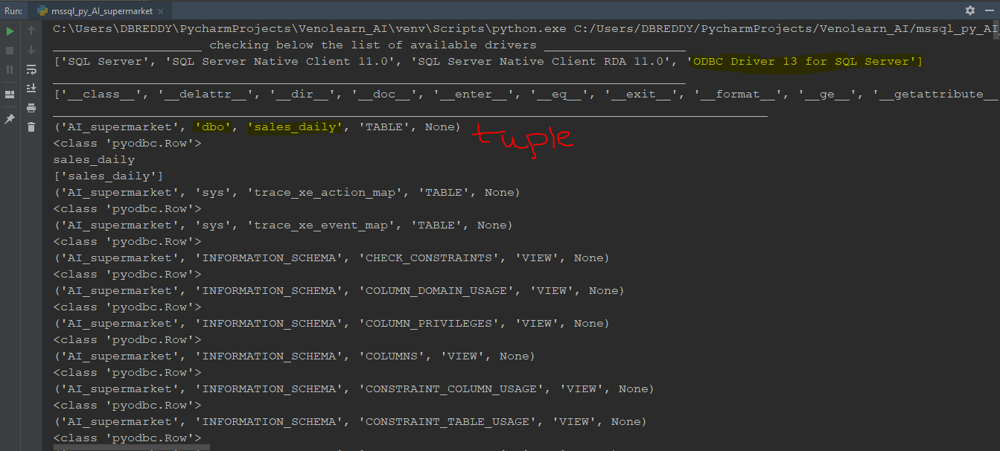 Run: mssql_py_AI_supermarket ×
C:\Users\DBREDDY\PycharmProjects\Venolearn_AI\venv\Scripts\python.exe C:/Users/DBREDDY/PycharmProjects/Venolearn_AI/mssql_py_AI
____________________ checking below the list of available drivers ___________________
['SQL Server', 'SQL Server Native Client 11.0', 'SQL Server Native Client RDA 11.0', 'ODBC Driver 13 for SQL Server']
_____________________________________________________________________________________
['__class__', '__delattr__', '__dir__', '__doc__', '__enter__', '__eq__', '__exit__', '__format__', '__ge__', '__getattribute__
________________________________________________________________________________________________
('AI_supermarket', 'dbo', 'sales_daily', 'TABLE', None) tuple
<class 'pyodbc.Row'>
sales_daily
['sales_daily']
('AI_supermarket', 'sys', 'trace_xe_action_map', 'TABLE', None)
<class 'pyodbc.Row'>
('AI_supermarket', 'sys', 'trace_xe_event_map', 'TABLE', None)
<class 'pyodbc.Row'>
('AI_supermarket', 'INFORMATION_SCHEMA', 'CHECK_CONSTRAINTS', 'VIEW', None)
<class 'pyodbc.Row'>
('AI_supermarket', 'INFORMATION_SCHEMA', 'COLUMN_DOMAIN_USAGE', 'VIEW', None)
<class 'pyodbc.Row'>
('AI_supermarket', 'INFORMATION_SCHEMA', 'COLUMN_PRIVILEGES', 'VIEW', None)
<class 'pyodbc.Row'>
('AI_supermarket', 'INFORMATION_SCHEMA', 'COLUMNS', 'VIEW', None)
<class 'pyodbc.Row'>
('AI_supermarket', 'INFORMATION_SCHEMA', 'CONSTRAINT_COLUMN_USAGE', 'VIEW', None)
<class 'pyodbc.Row'>
('AI_supermarket', 'INFORMATION_SCHEMA', 'CONSTRAINT_TABLE_USAGE', 'VIEW', None)
<class 'pyodbc.Row'>